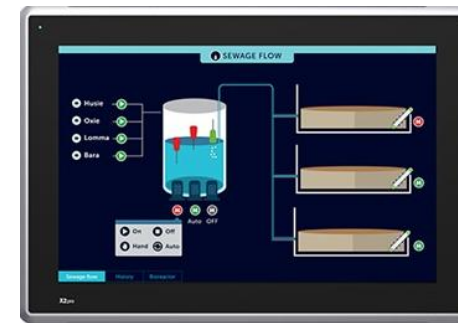 SEWAGE FLOW
Husie
Oxie
Lomma
Bara
Auto OFF
On Off
Hand Auto
Sewage flow History Bioreactor
X2pro